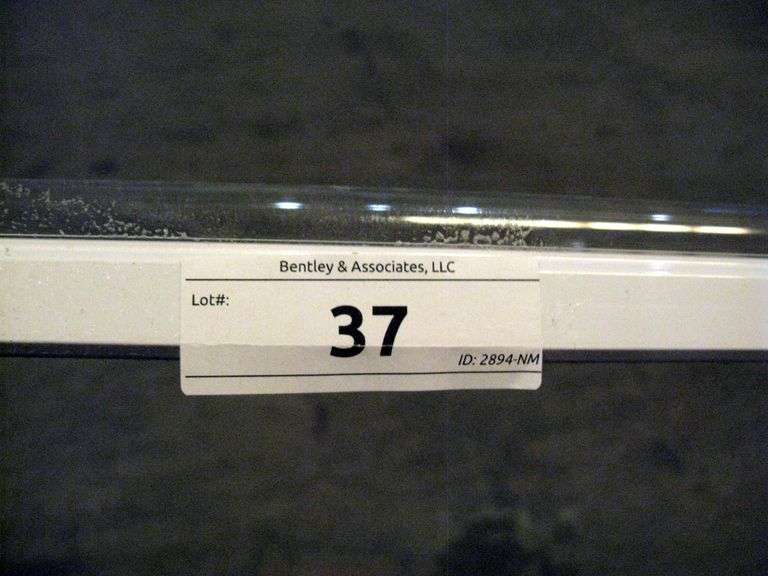 Bentley & Associates, LLC
Lot#:
37
ID: 2894-NM